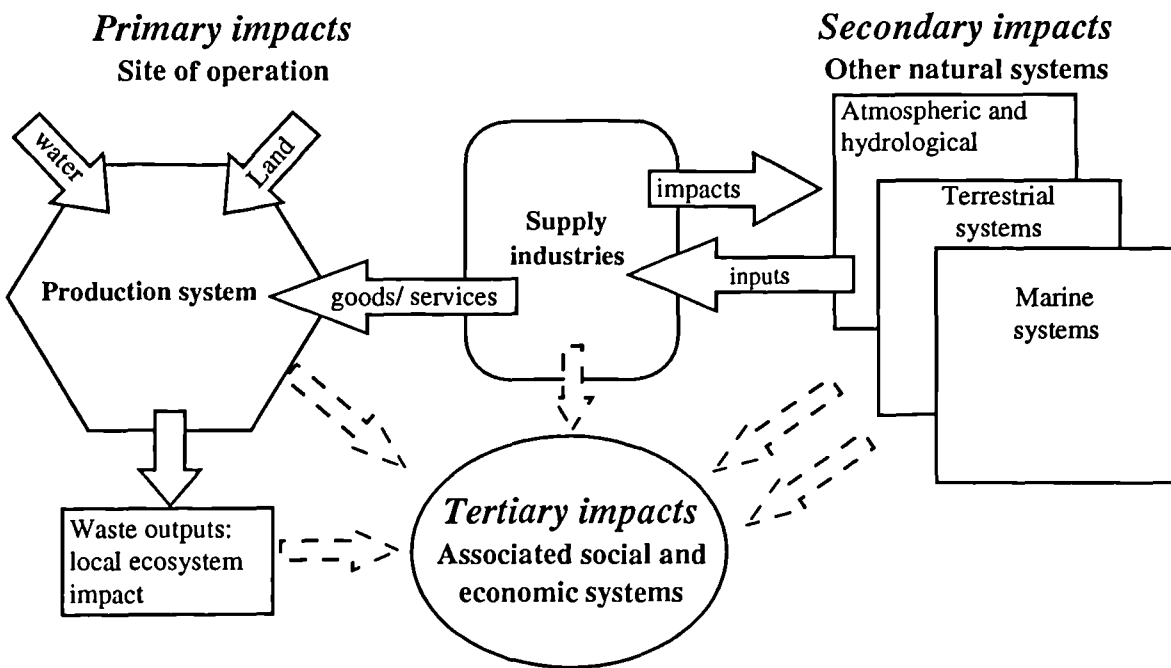 Primary impacts
Site of operation
Secondary impacts
Other natural systems
water
Land
Production system
goods/ services
Supply
industries
impacts
inputs
Atmospheric and
hydrological
Terrestrial
systems
Marine
systems
Waste outputs:
local ecosystem
impact
Tertiary impacts
Associated social and
economic systems